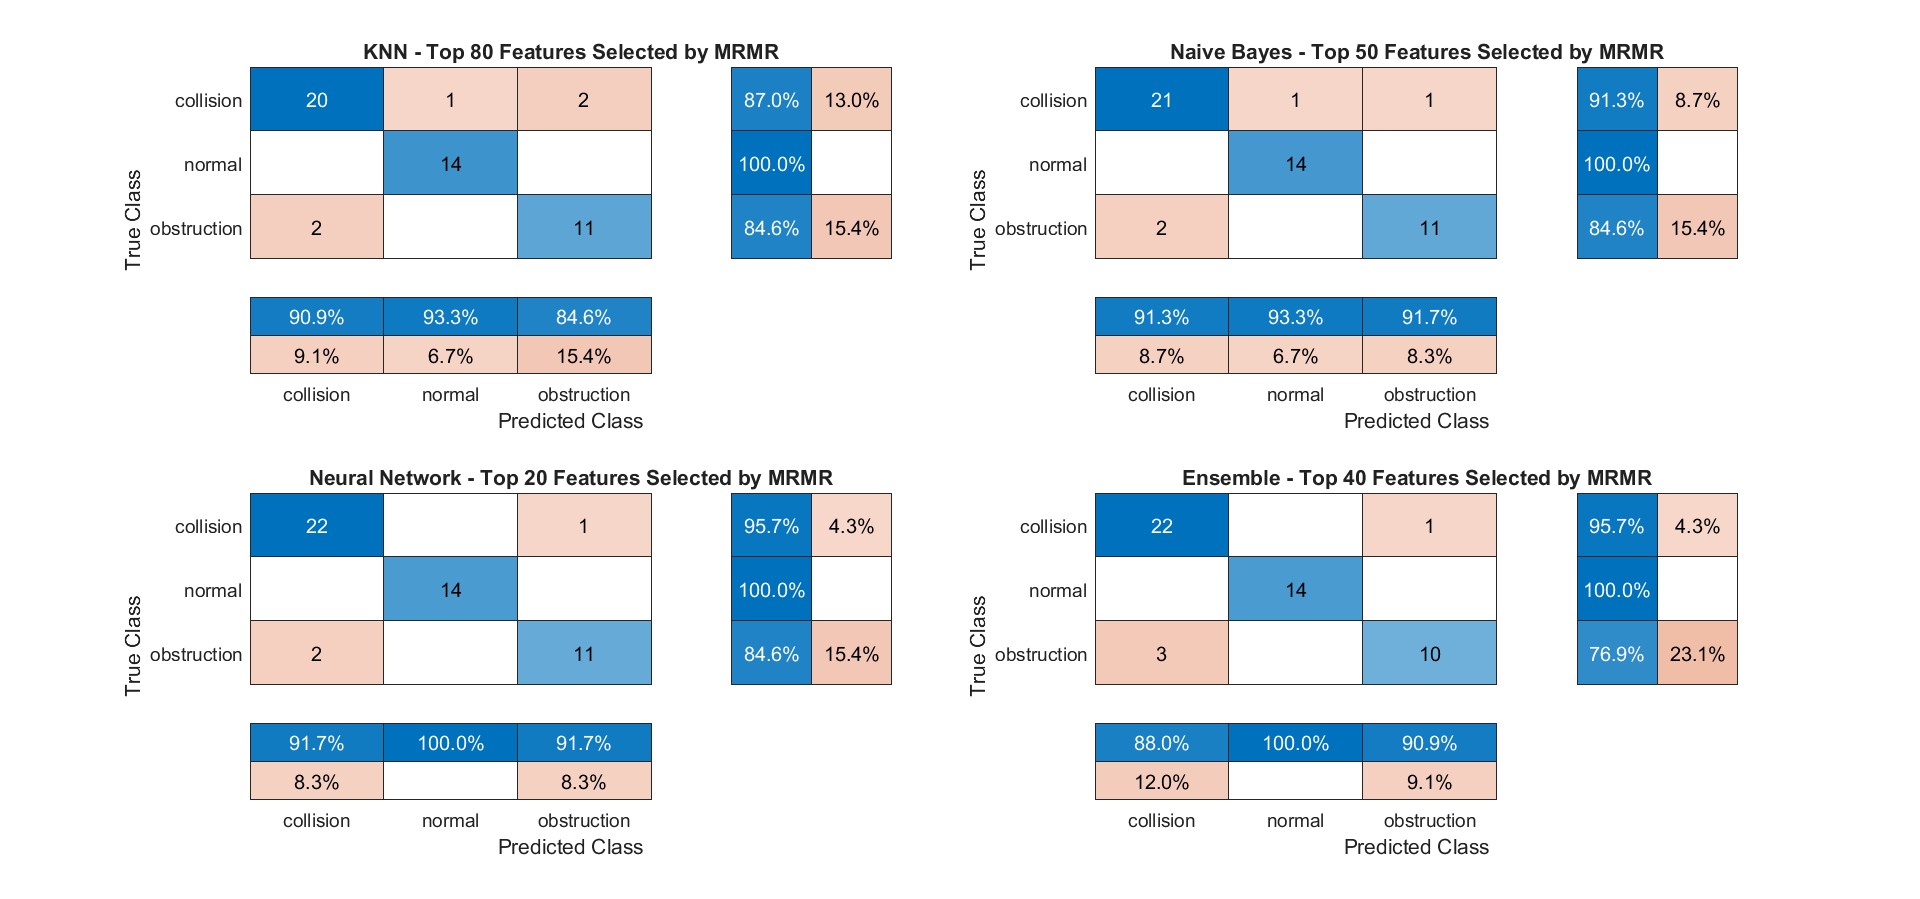 KNN - Top 80 Features Selected by MRMR
True Class
collision 20 1 2 87.0% 13.0%
normal 14 100.0%
obstruction 2 11 84.6% 15.4%
90.9% 93.3% 84.6%
9.1% 6.7% 15.4%
collision normal obstruction
Predicted Class
Naive Bayes - Top 50 Features Selected by MRMR
True Class
collision 21 1 1 91.3% 8.7%
normal 14 100.0%
obstruction 2 11 84.6% 15.4%
91.3% 93.3% 91.7%
8.7% 6.7% 8.3%
collision normal obstruction
Predicted Class
Neural Network - Top 20 Features Selected by MRMR
True Class
collision 22 1 95.7% 4.3%
normal 14 100.0%
obstruction 2 11 84.6% 15.4%
91.7% 100.0% 91.7%
8.3% 8.3%
collision normal obstruction
Predicted Class
Ensemble - Top 40 Features Selected by MRMR
True Class
collision 22 1 95.7% 4.3%
normal 14 100.0%
obstruction 3 10 76.9% 23.1%
88.0% 100.0% 90.9%
12.0% 9.1%
collision normal obstruction
Predicted Class